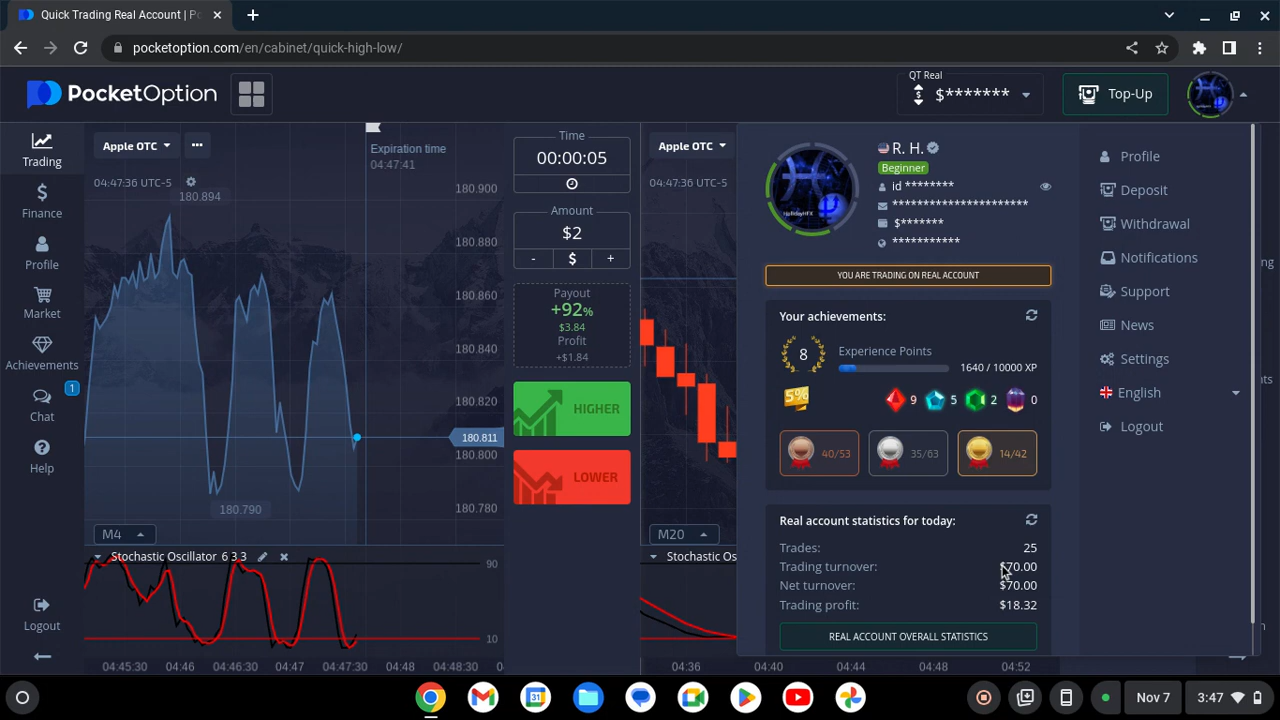 Quick Trading Real Account | P
pocketoption.com/en/cabinet/quick-high-low/
PocketOption
QT Real
$*******
Top-Up
Trading
Finance
Profile
Market
Achievements
1
Chat
Help
Logout
Apple OTC
Expiration time
04:47:41
04:47:36 UTC-5
180.894
180.900
180.880
180.860
180.840
180.820
180.811
180.800
180.790
180.780
M4
Stochastic Oscillator 6 3 3
90
10
04:45:30 04:46 04:46:30 04:47 04:47:30 04:48 04:48:30
Time
00:00:05
Amount
$2
- $ +
Payout
+92%
$3.84
Profit
+$1.84
HIGHER
LOWER
Apple OTC
04:47:36 UTC-5
M20
Stochastic Os
04:36 04:40 04:44 04:48 04:52
R. H.
Beginner
id ********
**********************
$*******
***********
YOU ARE TRADING ON REAL ACCOUNT
Your achievements:
8
Experience Points
1640 / 10000 XP
5%
9 5 2 0
40/53 35/63 14/42
Real account statistics for today:
Trades: 25
Trading turnover: $70.00
Net turnover: $70.00
Trading profit: $18.32
REAL ACCOUNT OVERALL STATISTICS
Profile
Deposit
Withdrawal
Notifications
Support
News
Settings
English
Logout
Nov 7
3:47